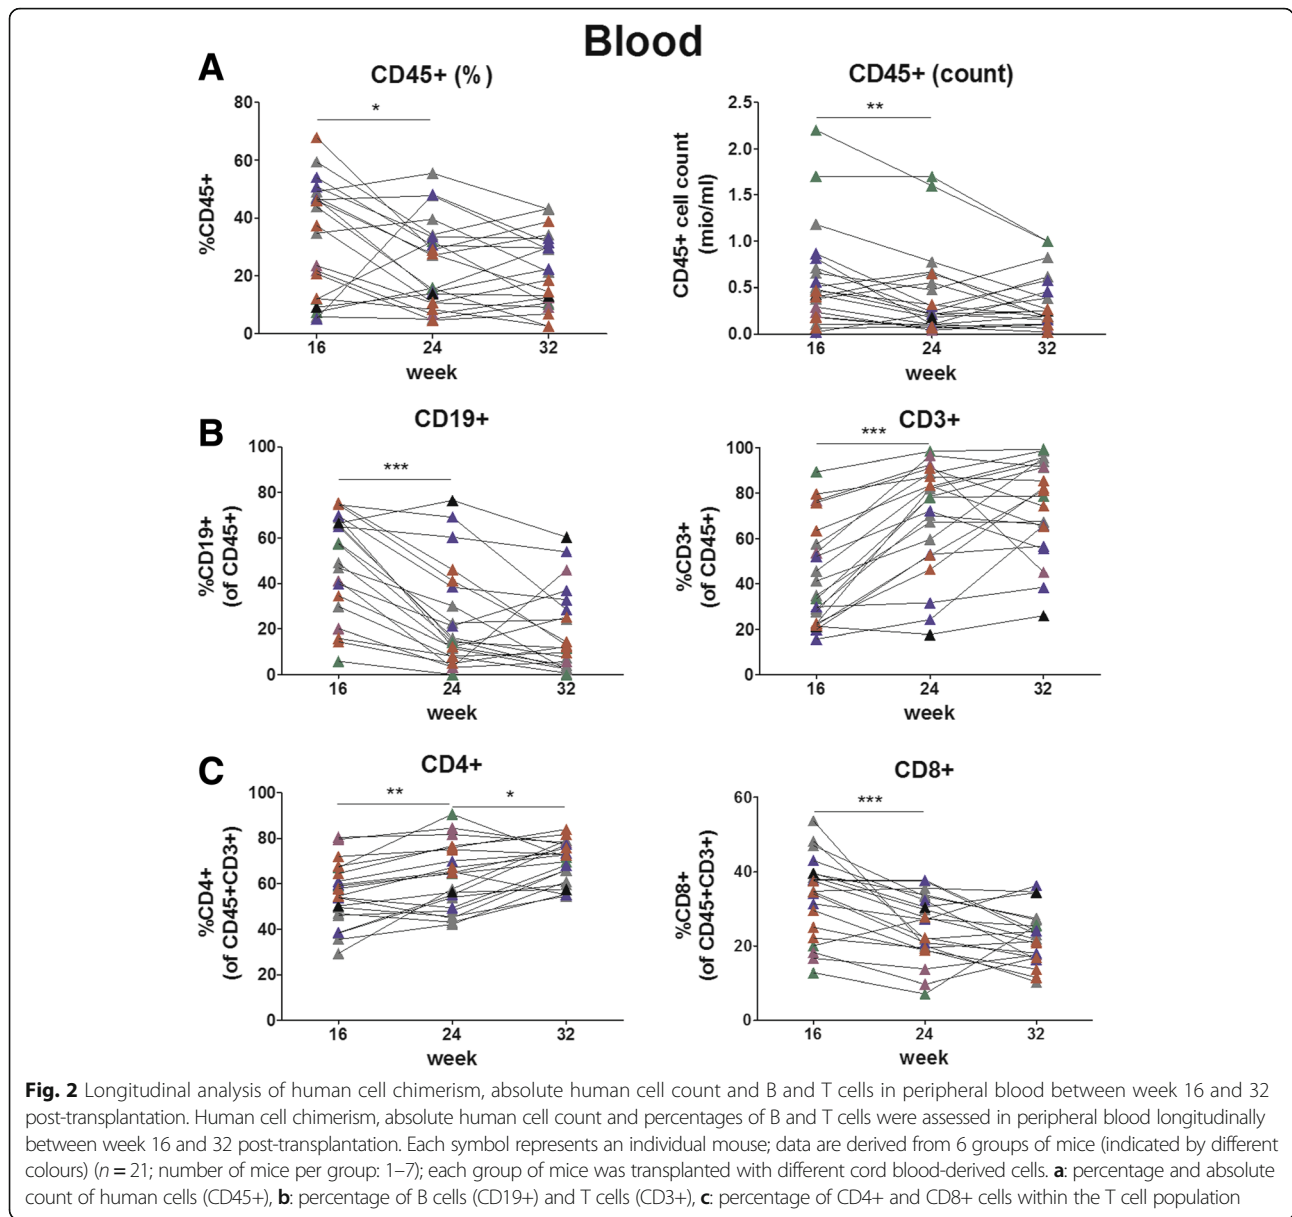 Blood
A
CD45+ (%)
*
80
60
40
20
0
%CD45+
16 24 32
week
CD45+ (count)
**
2.5
2.0
1.5
1.0
0.5
0.0
CD45+ cell count
(mio/ml)
16 24 32
week
B
CD19+
***
100
80
60
40
20
0
%CD19+
(of CD45+)
16 24 32
week
CD3+
***
100
80
60
40
20
0
%CD3+
(of CD45+)
16 24 32
week
C
CD4+
** *
100
80
60
40
20
0
%CD4+
(of CD45+CD3+)
16 24 32
week
CD8+
***
60
40
20
0
%CD8+
(of CD45+CD3+)
16 24 32
week
Fig. 2 Longitudinal analysis of human cell chimerism, absolute human cell count and B and T cells in peripheral blood between week 16 and 32
post-transplantation. Human cell chimerism, absolute human cell count and percentages of B and T cells were assessed in peripheral blood longitudinally
between week 16 and 32 post-transplantation. Each symbol represents an individual mouse; data are derived from 6 groups of mice (indicated by different
colours) (n = 21; number of mice per group: 1–7); each group of mice was transplanted with different cord blood-derived cells. a: percentage and absolute
count of human cells (CD45+), b: percentage of B cells (CD19+) and T cells (CD3+), c: percentage of CD4+ and CD8+ cells within the T cell population